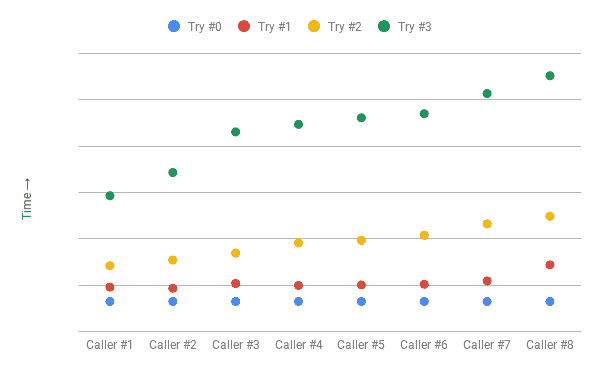 Try #0 Try #1 Try #2 Try #3
Time →
Caller #1 Caller #2 Caller #3 Caller #4 Caller #5 Caller #6 Caller #7 Caller #8